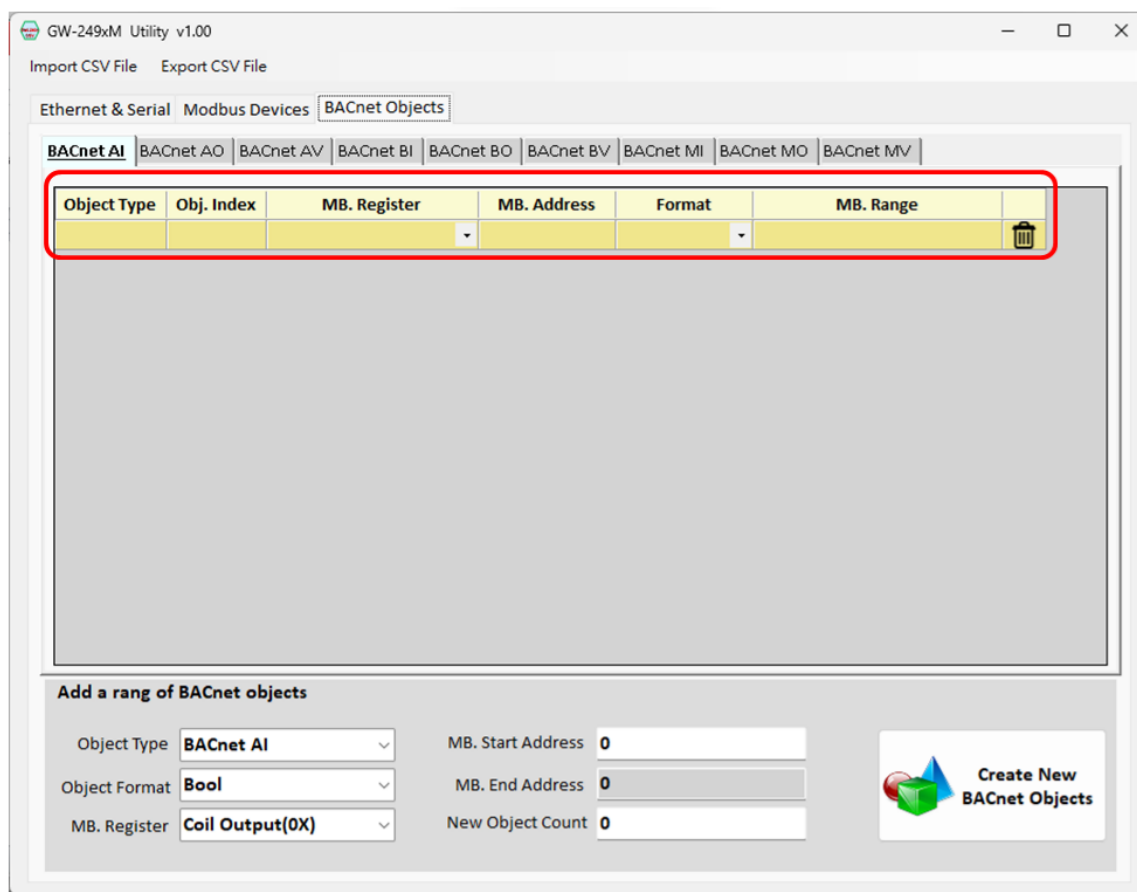 GW-249xM Utility v1.00
Import CSV File Export CSV File
Ethernet & Serial Modbus Devices BACnet Objects
BACnet AI BACnet AO BACnet AV BACnet BI BACnet BO BACnet BV BACnet MI BACnet MO BACnet MV
Object Type Obj. Index MB. Register MB. Address Format MB. Range
Add a rang of BACnet objects
Object Type BACnet AI MB. Start Address 0
Object Format Bool MB. End Address 0
MB. Register Coil Output(0X) New Object Count 0
Create New
BACnet Objects